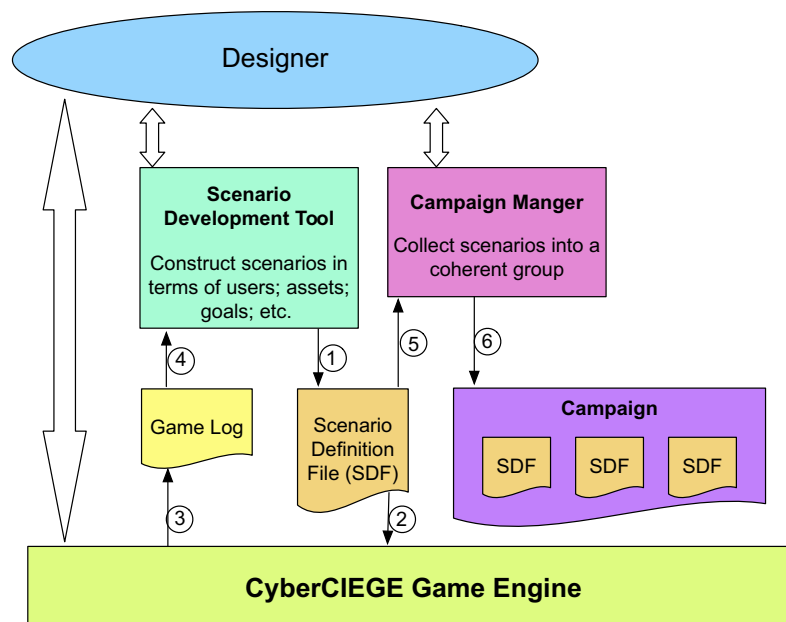 Designer
Scenario
Development Tool
Construct scenarios in
terms of users; assets;
goals; etc.
Campaign Manger
Collect scenarios into a
coherent group
4
1
5
6
Game Log
Scenario
Definition
File (SDF)
Campaign
SDF
SDF
SDF
3
2
CyberCIEGE Game Engine